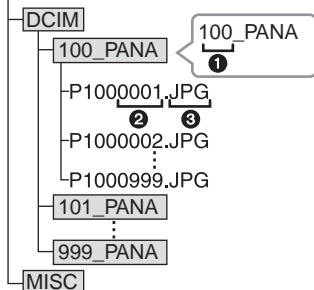 DCIM
100_PANA
100_PANA
❶
P1000001.JPG
❷ ❸
P1000002.JPG
P1000999.JPG
101_PANA
999_PANA
MISC